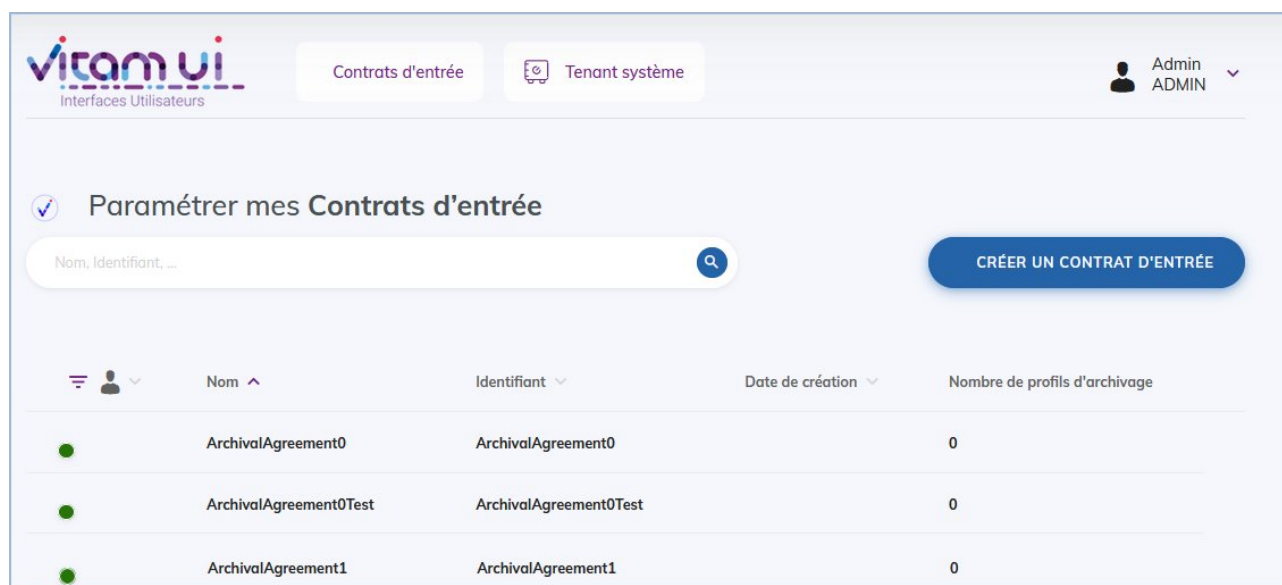 vitam ui
Interfaces Utilisateurs
Contrats d'entrée
Tenant système
Admin
ADMIN
Paramétrer mes Contrats d’entrée
Nom, Identifiant, ...
CRÉER UN CONTRAT D'ENTRÉE
Nom Identifiant Date de création Nombre de profils d'archivage
ArchivalAgreement0 ArchivalAgreement0 0
ArchivalAgreement0Test ArchivalAgreement0Test 0
ArchivalAgreement1 ArchivalAgreement1 0